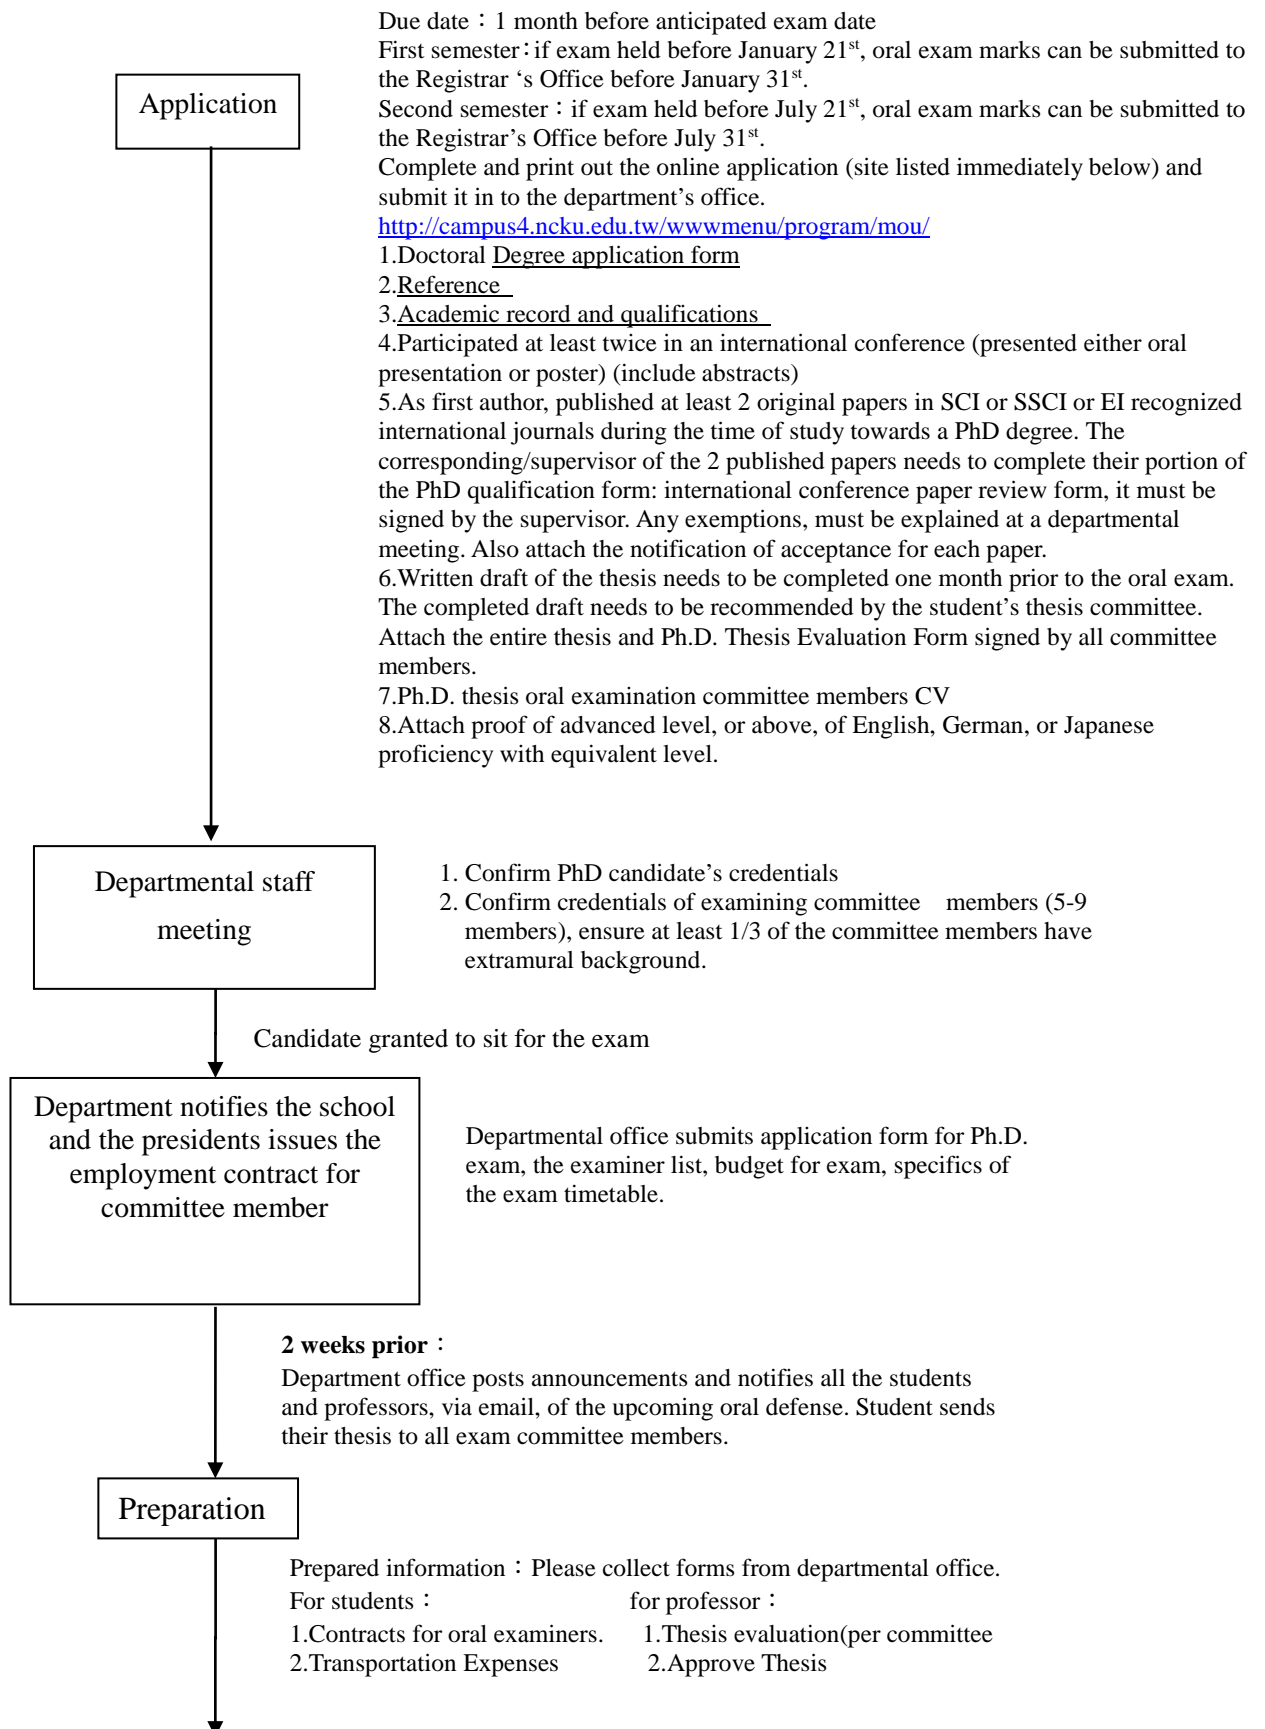 Due date：1 month before anticipated exam date
First semester：if exam held before January 21st, oral exam marks can be submitted to
the Registrar ‘s Office before January 31st.
Application
Second semester：if exam held before July 21st, oral exam marks can be submitted to
the Registrar’s Office before July 31st.
Complete and print out the online application (site listed immediately below) and
submit it in to the department’s office.
http://campus4.ncku.edu.tw/wwwmenu/program/mou/
1.Doctoral Degree application form
2.Reference
3.Academic record and qualifications
4.Participated at least twice in an international conference (presented either oral
presentation or poster) (include abstracts)
5.As first author, published at least 2 original papers in SCI or SSCI or EI recognized
international journals during the time of study towards a PhD degree. The
corresponding/supervisor of the 2 published papers needs to complete their portion of
the PhD qualification form: international conference paper review form, it must be
signed by the supervisor. Any exemptions, must be explained at a departmental
meeting. Also attach the notification of acceptance for each paper.
6.Written draft of the thesis needs to be completed one month prior to the oral exam.
The completed draft needs to be recommended by the student’s thesis committee.
Attach the entire thesis and Ph.D. Thesis Evaluation Form signed by all committee
members.
7.Ph.D. thesis oral examination committee members CV
8.Attach proof of advanced level, or above, of English, German, or Japanese
proficiency with equivalent level.
Departmental staff
meeting
1. Confirm PhD candidate’s credentials
2. Confirm credentials of examining committee members (5-9
members), ensure at least 1/3 of the committee members have
extramural background.
Candidate granted to sit for the exam
Department notifies the school
and the presidents issues the
employment contract for
committee member
Departmental office submits application form for Ph.D.
exam, the examiner list, budget for exam, specifics of
the exam timetable.
2 weeks prior：
Department office posts announcements and notifies all the students
and professors, via email, of the upcoming oral defense. Student sends
their thesis to all exam committee members.
Preparation
Prepared information：Please collect forms from departmental office.
For students： for professor：
1.Contracts for oral examiners. 1.Thesis evaluation(per committee
2.Transportation Expenses 2.Approve Thesis